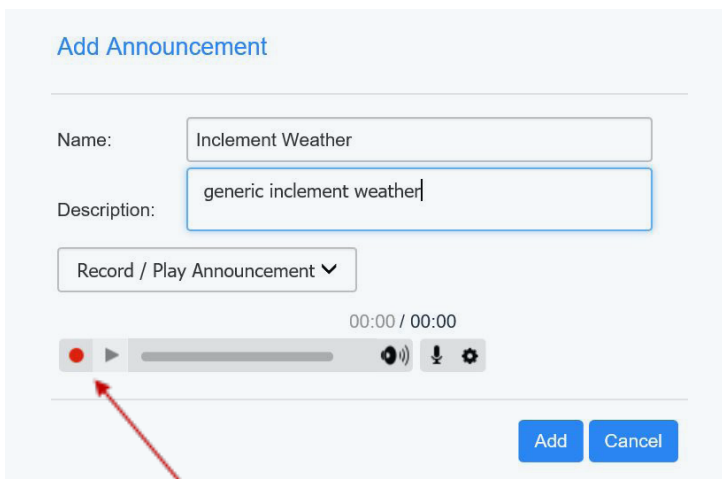 Add Announcement
Name:
Inclement Weather
Description:
generic inclement weather
Record / Play Announcement
00:00 / 00:00
Add
Cancel